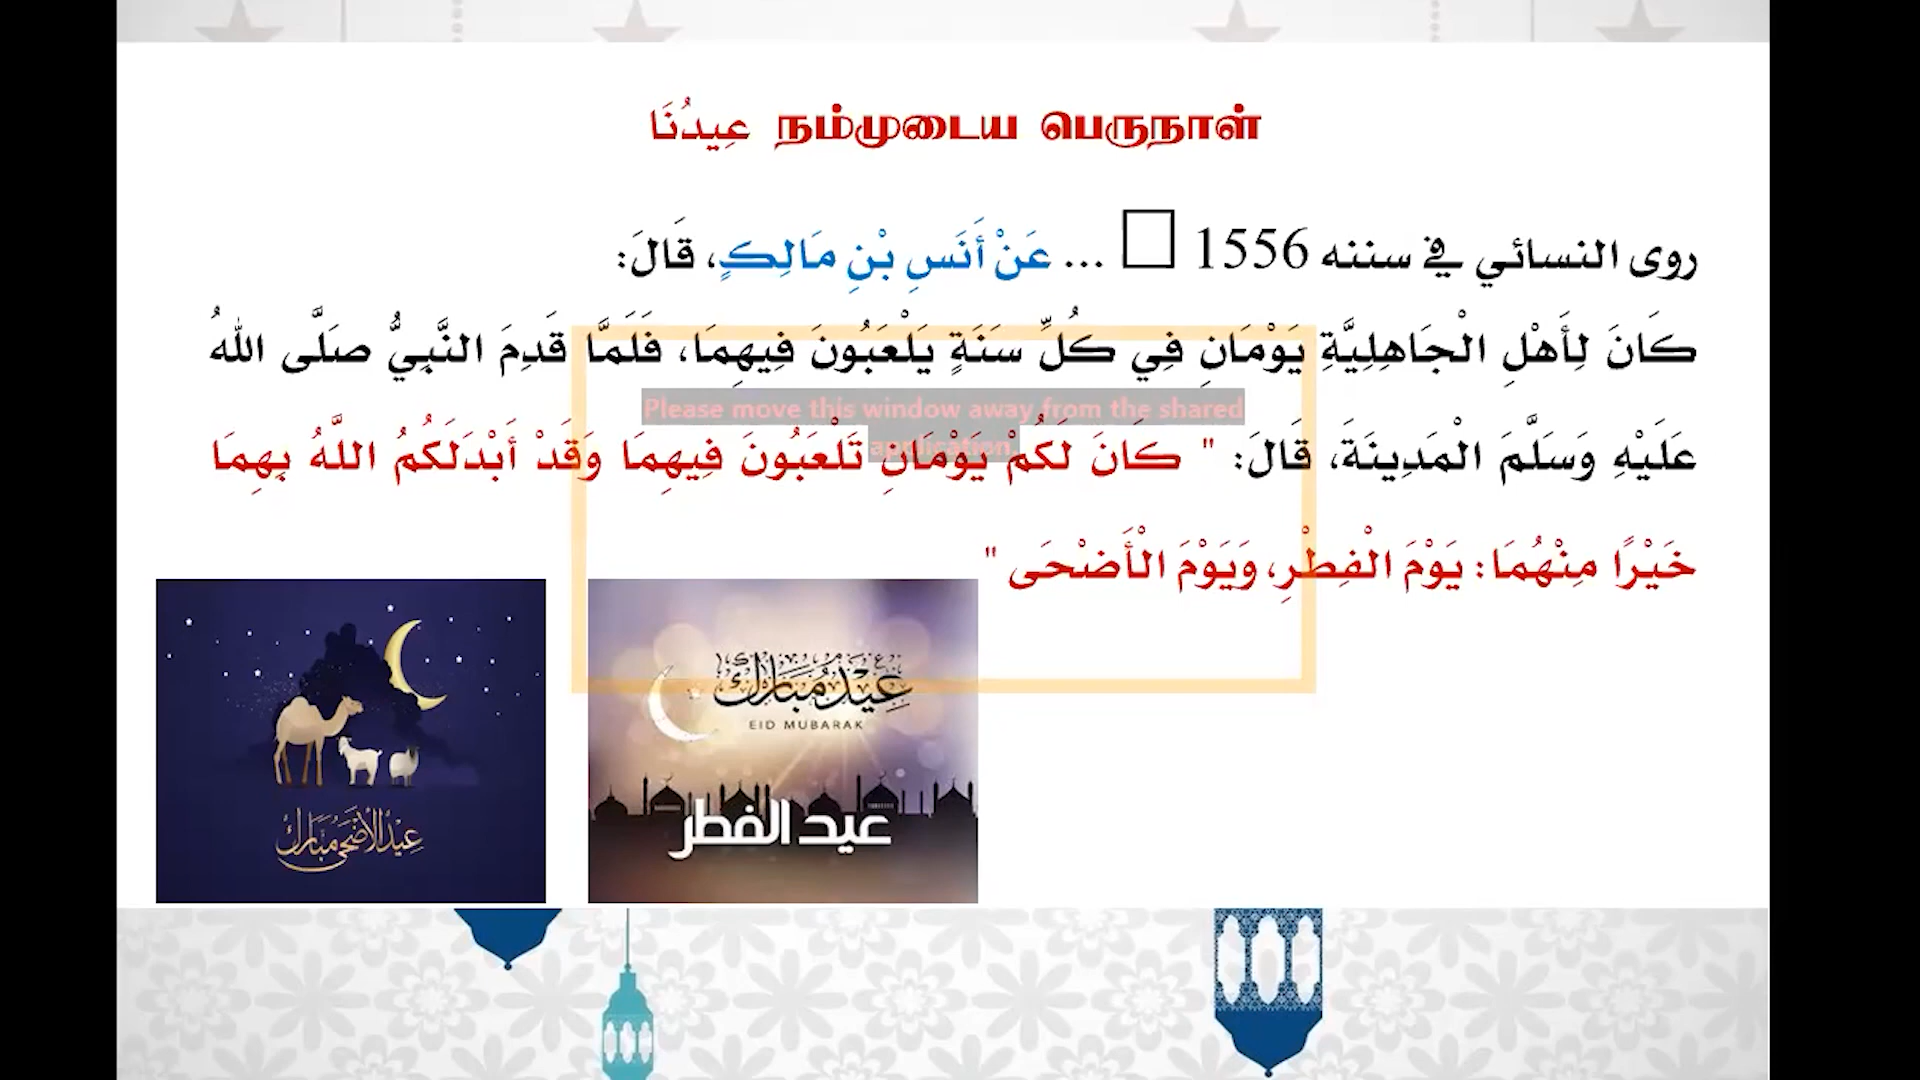 நம்முடைய பெருநாள் عِيدُنَا
روى النسائي في سننه 1556 □ ... عَنْ أَنَسِ بْنِ مَالِكٍ، قَالَ:
كَانَ لِأَهْلِ الْجَاهِلِيَّةِ يَوْمَانِ فِي كُلِّ سَنَةٍ يَلْعَبُونَ فِيهِمَا، فَلَمَّا قَدِمَ النَّبِيُّ صَلَّى اللهُ
Please move this window away from the shared
application.
عَلَيْهِ وَسَلَّمَ الْمَدِينَةَ، قَالَ: " كَانَ لَكُمْ يَوْمَانِ تَلْعَبُونَ فِيهِمَا وَقَدْ أَبْدَلَكُمُ اللَّهُ بِهِمَا
خَيْرًا مِنْهُمَا: يَوْمَ الْفِطْرِ، وَيَوْمَ الْأَضْحَى "
عيد الأضحى مبارك
عيد مبارك
EID MUBARAK
عيد الفطر